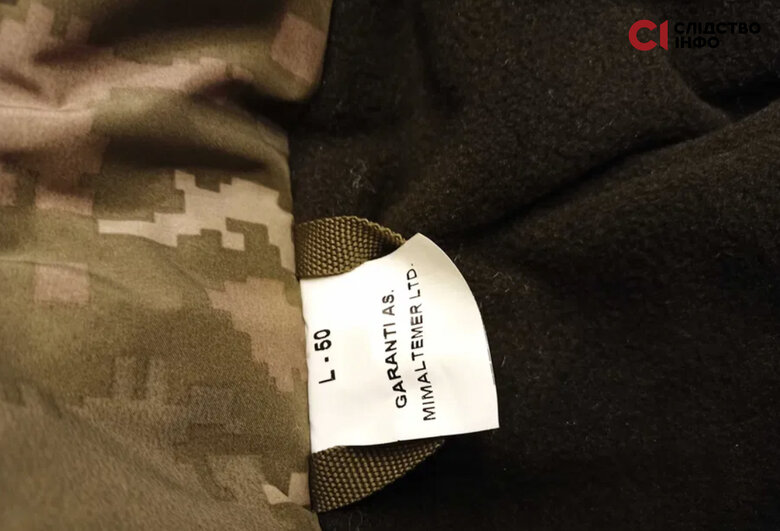 СІ СЛІДСТВО
ІНФО
L - 50
GARANTI AS.
MIMALTEMER LTD.